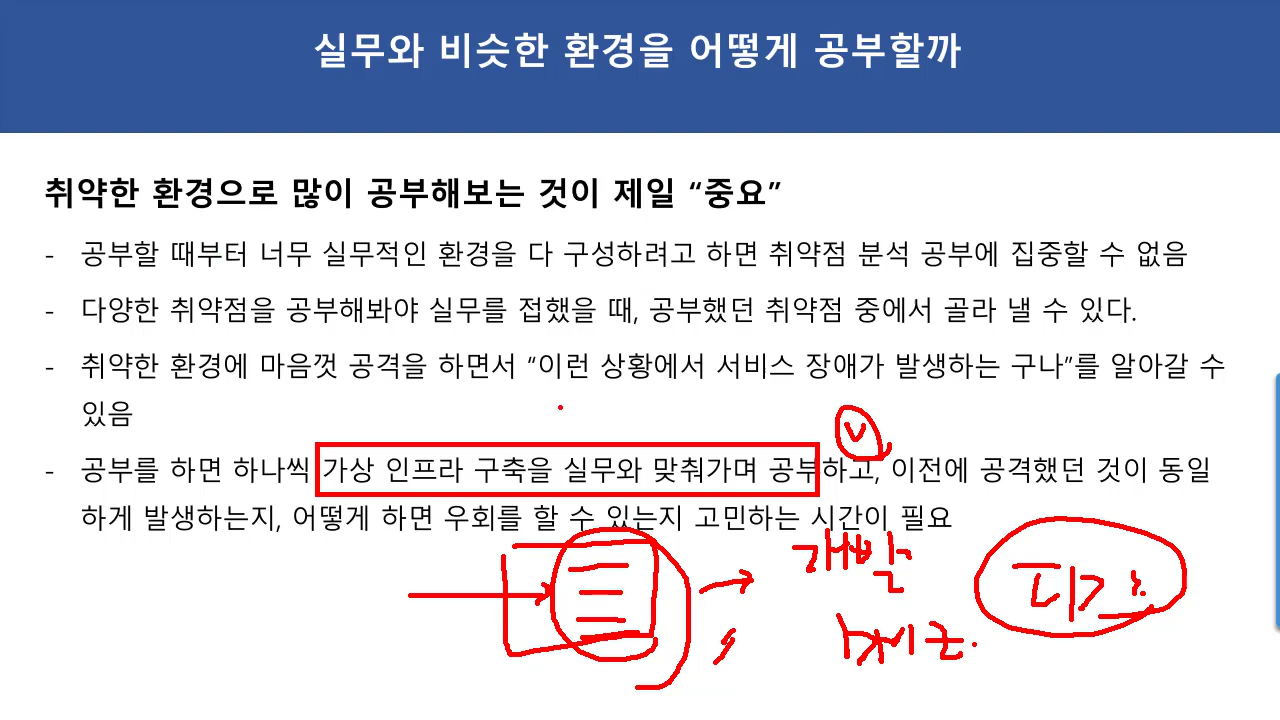 실무와 비슷한 환경을 어떻게 공부할까
취약한 환경으로 많이 공부해보는 것이 제일 “중요”
- 공부할 때부터 너무 실무적인 환경을 다 구성하려고 하면 취약점 분석 공부에 집중할 수 없음
- 다양한 취약점을 공부해봐야 실무를 접했을 때, 공부했던 취약점 중에서 골라 낼 수 있다.
- 취약한 환경에 마음껏 공격을 하면서 “이런 상황에서 서비스 장애가 발생하는 구나”를 알아갈 수
있음
V
- 공부를 하면 하나씩 가상 인프라 구축을 실무와 맞춰가며 공부하고, 이전에 공격했던 것이 동일
하게 발생하는지, 어떻게 하면 우회를 할 수 있는지 고민하는 시간이 필요
개발